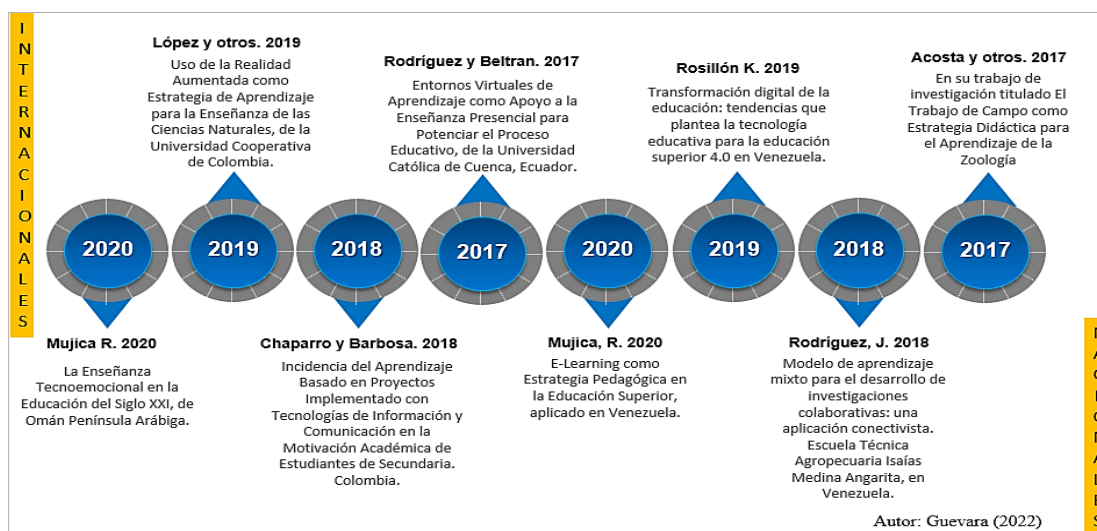 INTERNACIONALES
López y otros. 2019
Uso de la Realidad
Aumentada como
Estrategia de Aprendizaje
para la Enseñanza de las
Ciencias Naturales, de la
Universidad Cooperativa
de Colombia.
Rodríguez y Beltran. 2017
Entornos Virtuales de
Aprendizaje como Apoyo a la
Enseñanza Presencial para
Potenciar el Proceso
Educativo, de la Universidad
Católica de Cuenca, Ecuador.
Rosillón K. 2019
Transformación digital de la
educación: tendencias que
plantea la tecnología
educativa para la educación
superior 4.0 en Venezuela.
Acosta y otros. 2017
En su trabajo de
investigación titulado El
Trabajo de Campo como
Estrategia Didáctica para
el Aprendizaje de la
Zoología
2020 2019 2018 2017 2020 2019 2018 2017
Mujica R. 2020
La Enseñanza
Tecnoemocional en la
Educación del Siglo XXI, de
Omán Península Arábiga.
Chaparro y Barbosa. 2018
Incidencia del Aprendizaje
Basado en Proyectos
Implementado con
Tecnologías de Información y
Comunicación en la
Motivación Académica de
Estudiantes de Secundaria.
Colombia.
Mujica, R. 2020
E-Learning como
Estrategia Pedagógica en
la Educación Superior,
aplicado en Venezuela.
Rodríguez, J. 2018
Modelo de aprendizaje
mixto para el desarrollo de
investigaciones
colaborativas: una
aplicación conectivista.
Escuela Técnica
Agropecuaria Isaías
Medina Angarita, en
Venezuela.
NACIONALES
Autor: Guevara (2022)